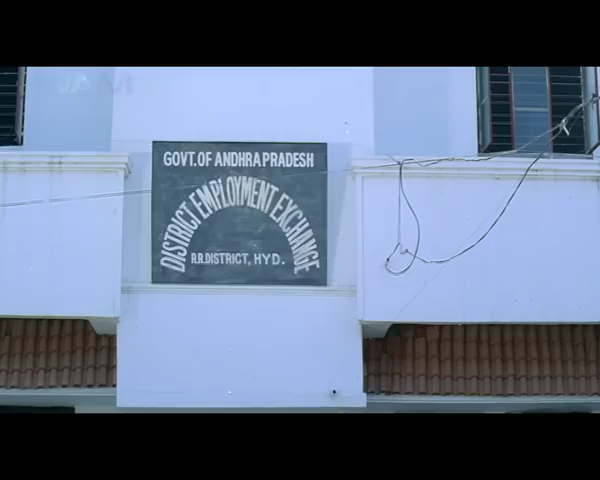 GOVT.OF ANDHRA PRADESH
DISTRICT EMPLOYMENT EXCHANGE
R.R.DISTRICT, HYD.